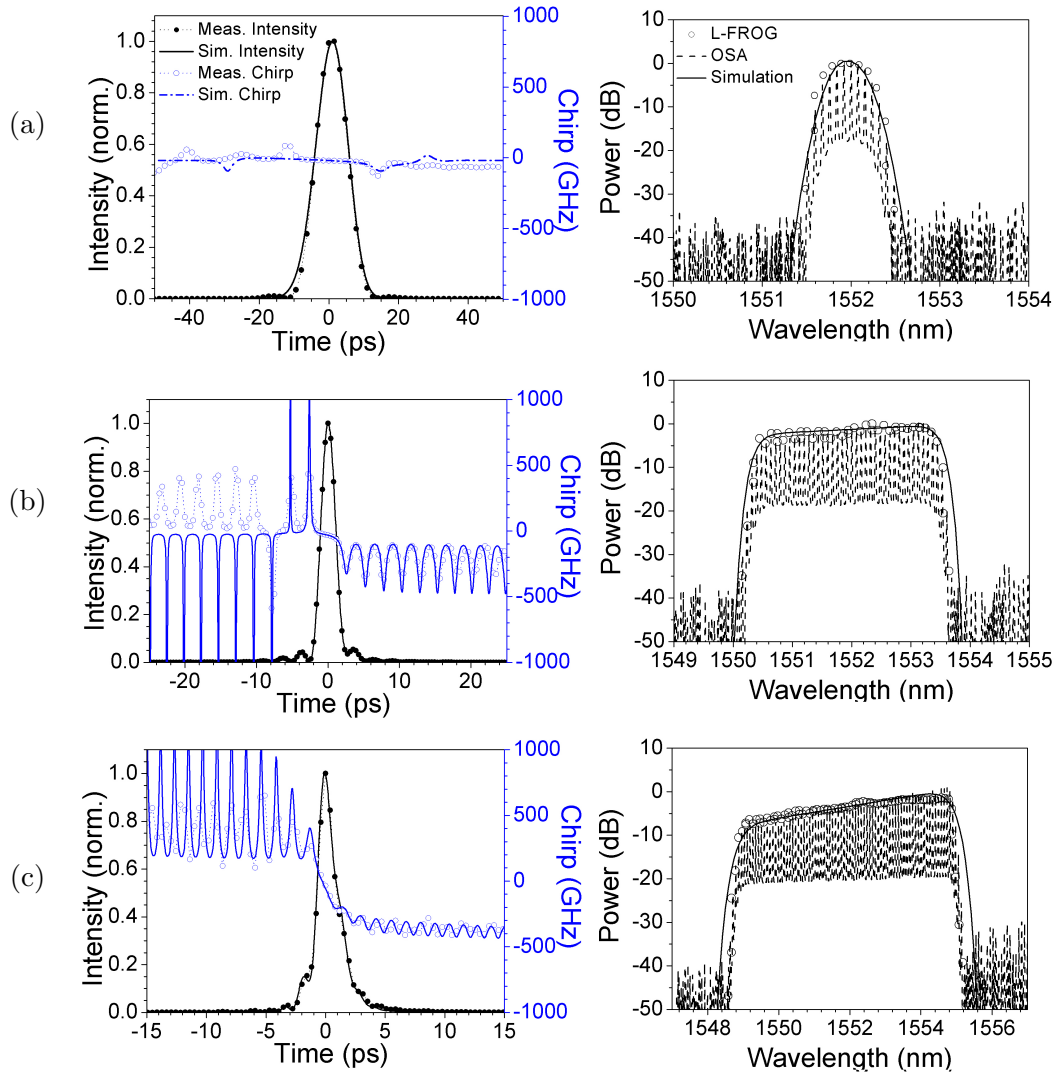 (a)
Intensity (norm.)
1.0
0.8
0.6
0.4
0.2
0.0
-40 -20 0 20 40
Time (ps)
Meas. Intensity
Sim. Intensity
Meas. Chirp
Sim. Chirp
1000
500
0
-500
-1000
Chirp (GHz)
Power (dB)
10
0
-10
-20
-30
-40
-50
1550 1551 1552 1553 1554
Wavelength (nm)
L-FROG
OSA
Simulation
(b)
Intensity (norm.)
1.0
0.8
0.6
0.4
0.2
0.0
-20 -10 0 10 20
Time (ps)
1000
500
0
-500
-1000
Chirp (GHz)
Power (dB)
10
0
-10
-20
-30
-40
-50
1549 1550 1551 1552 1553 1554 1555
Wavelength (nm)
(c)
Intensity (norm.)
1.0
0.8
0.6
0.4
0.2
0.0
-15 -10 -5 0 5 10 15
Time (ps)
1000
500
0
-500
-1000
Chirp (GHz)
Power (dB)
10
0
-10
-20
-30
-40
-50
1548 1550 1552 1554 1556
Wavelength (nm)